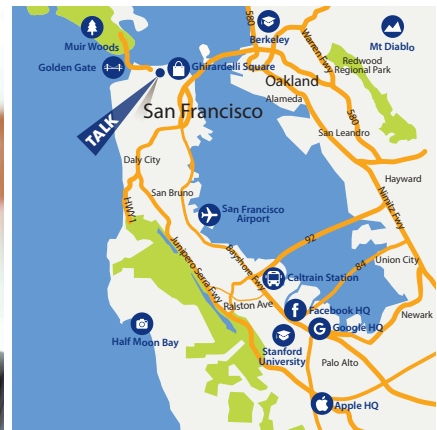 580
Muir Woods
Berkeley
Warren Fwy
Mt Diablo
Golden Gate
Ghirardelli Square
Redwood
Regional Park
Oakland
Alameda
580
TALK
San Francisco
San Leandro
Daly City
Hayward
San Bruno
HWY 1
San Francisco
Airport
Nimitz Fwy
92
Junipero Serra Fwy
Bayshore Fwy
84
Union City
Caltrain Station
Ralston Ave
Facebook HQ
Newark
Google HQ
Half Moon Bay
Stanford
University
Palo Alto
Apple HQ